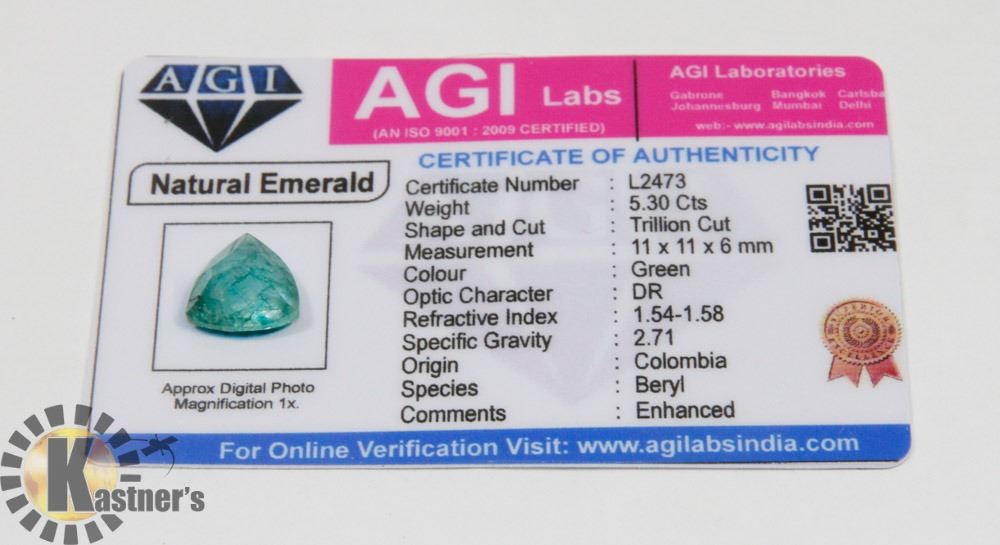 AGI
AGI Labs
(AN ISO 9001 : 2009 CERTIFIED)
AGI Laboratories
Gabrone Bangkok Carlsba
Johannesburg Mumbai Delhi
web:- www.agilabsindia.com
CERTIFICATE OF AUTHENTICITY
Natural Emerald
Certificate Number : L2473
Weight : 5.30 Cts
Shape and Cut : Trillion Cut
Measurement : 11 x 11 x 6 mm
Colour : Green
Optic Character : DR
Refractive Index : 1.54-1.58
Specific Gravity : 2.71
Origin : Colombia
Species : Beryl
Comments : Enhanced
Approx Digital Photo
Magnification 1x.
For Online Verification Visit: www.agilabsindia.com
Kastner's